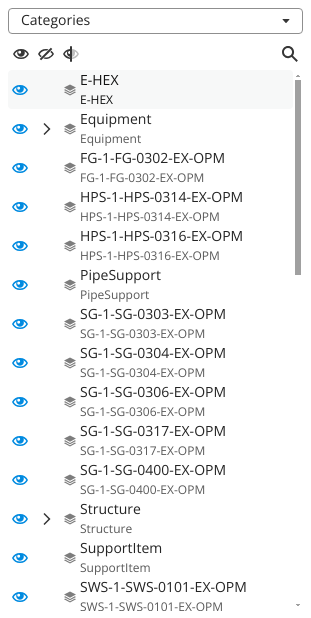 Categories
E-HEX
E-HEX
Equipment
Equipment
FG-1-FG-0302-EX-OPM
FG-1-FG-0302-EX-OPM
HPS-1-HPS-0314-EX-OPM
HPS-1-HPS-0314-EX-OPM
HPS-1-HPS-0316-EX-OPM
HPS-1-HPS-0316-EX-OPM
PipeSupport
PipeSupport
SG-1-SG-0303-EX-OPM
SG-1-SG-0303-EX-OPM
SG-1-SG-0304-EX-OPM
SG-1-SG-0304-EX-OPM
SG-1-SG-0306-EX-OPM
SG-1-SG-0306-EX-OPM
SG-1-SG-0317-EX-OPM
SG-1-SG-0317-EX-OPM
SG-1-SG-0400-EX-OPM
SG-1-SG-0400-EX-OPM
Structure
Structure
SupportItem
SupportItem
SWS-1-SWS-0101-EX-OPM
SWS-1-SWS-0101-EX-OPM